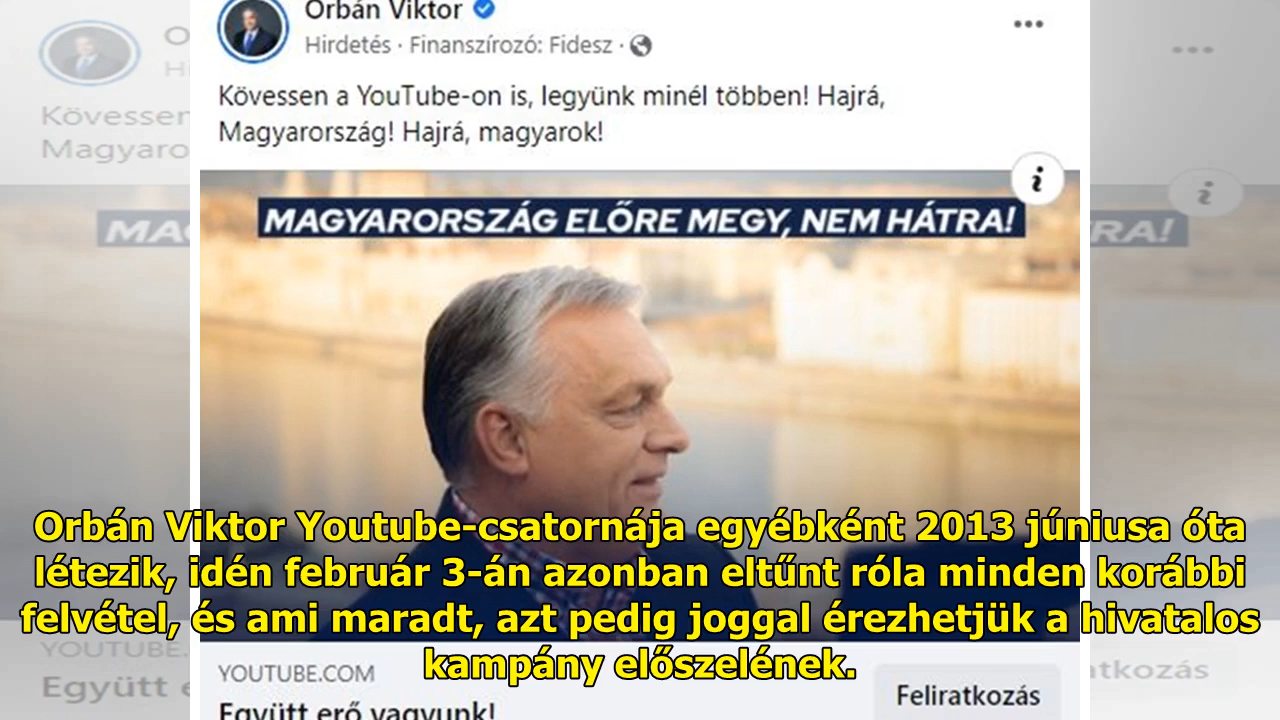 Orbán Viktor
Hirdetés · Finanszírozó: Fidesz ·
Kövessen a YouTube-on is, legyünk minél többen! Hajrá,
Magyarország! Hajrá, magyarok!
MAGYARORSZÁG ELŐRE MEGY, NEM HÁTRA!
Orbán Viktor Youtube-csatornája egyébként 2013 júniusa óta
létezik, idén február 3-án azonban eltűnt róla minden korábbi
felvétel, és ami maradt, azt pedig joggal érezhetjük a hivatalos
kampány előszelének.
YOUTUBE.COM
Együtt erő vagyunk!
Feliratkozás